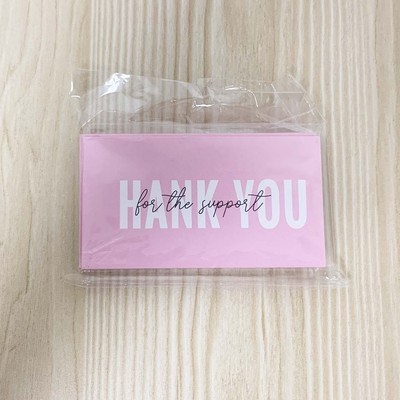 HANK YOU
for the support